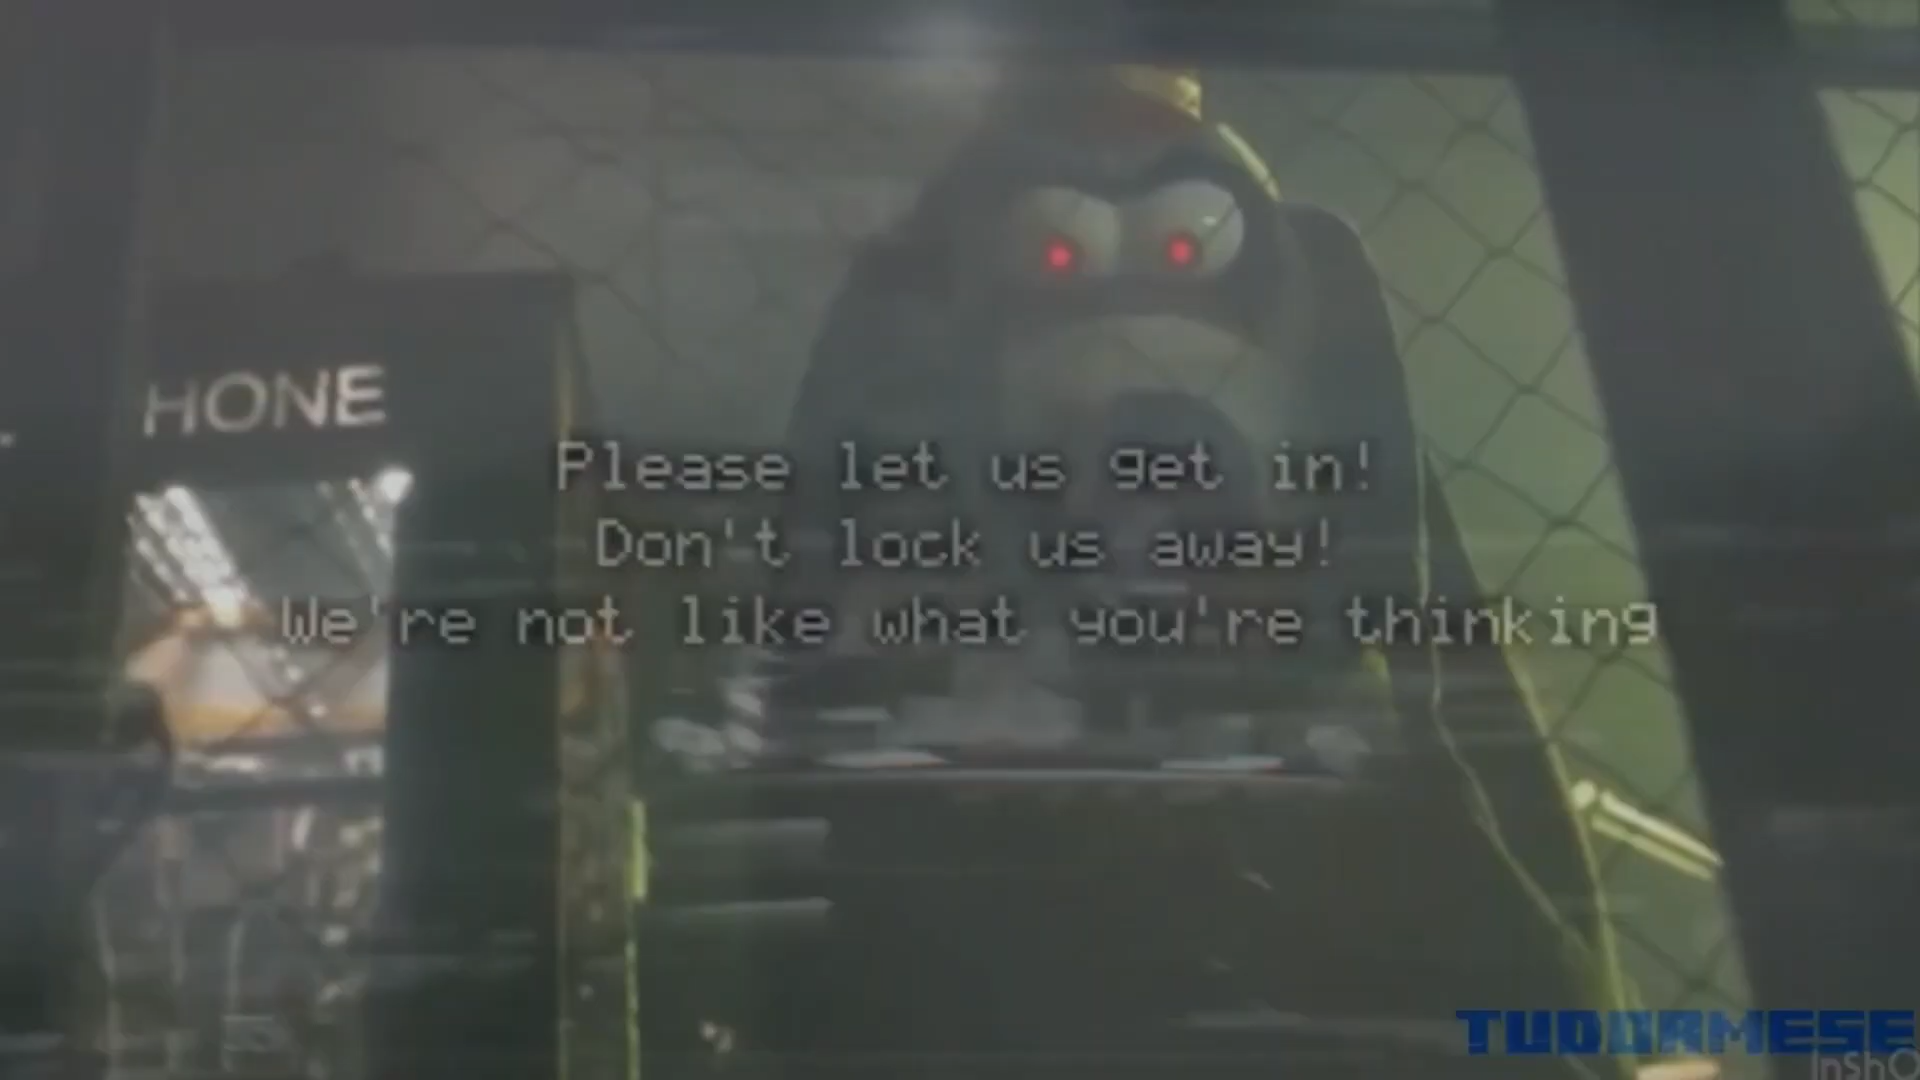 HONE
Please let us get in!
Don't lock us away!
We're not like what you're thinking
TUDORMESE
InShO